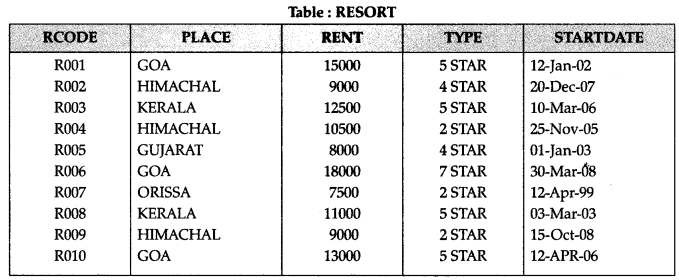 Table : RESORT
RCODE PLACE RENT TYPE STARTDATE
R001 GOA 15000 5 STAR 12-Jan-02
R002 HIMACHAL 9000 4 STAR 20-Dec-07
R003 KERALA 12500 5 STAR 10-Mar-06
R004 HIMACHAL 10500 2 STAR 25-Nov-05
R005 GUJARAT 8000 4 STAR 01-Jan-03
R006 GOA 18000 7 STAR 30-Mar-08
R007 ORISSA 7500 2 STAR 12-Apr-99
R008 KERALA 11000 5 STAR 03-Mar-03
R009 HIMACHAL 9000 2 STAR 15-Oct-08
R010 GOA 13000 5 STAR 12-APR-06